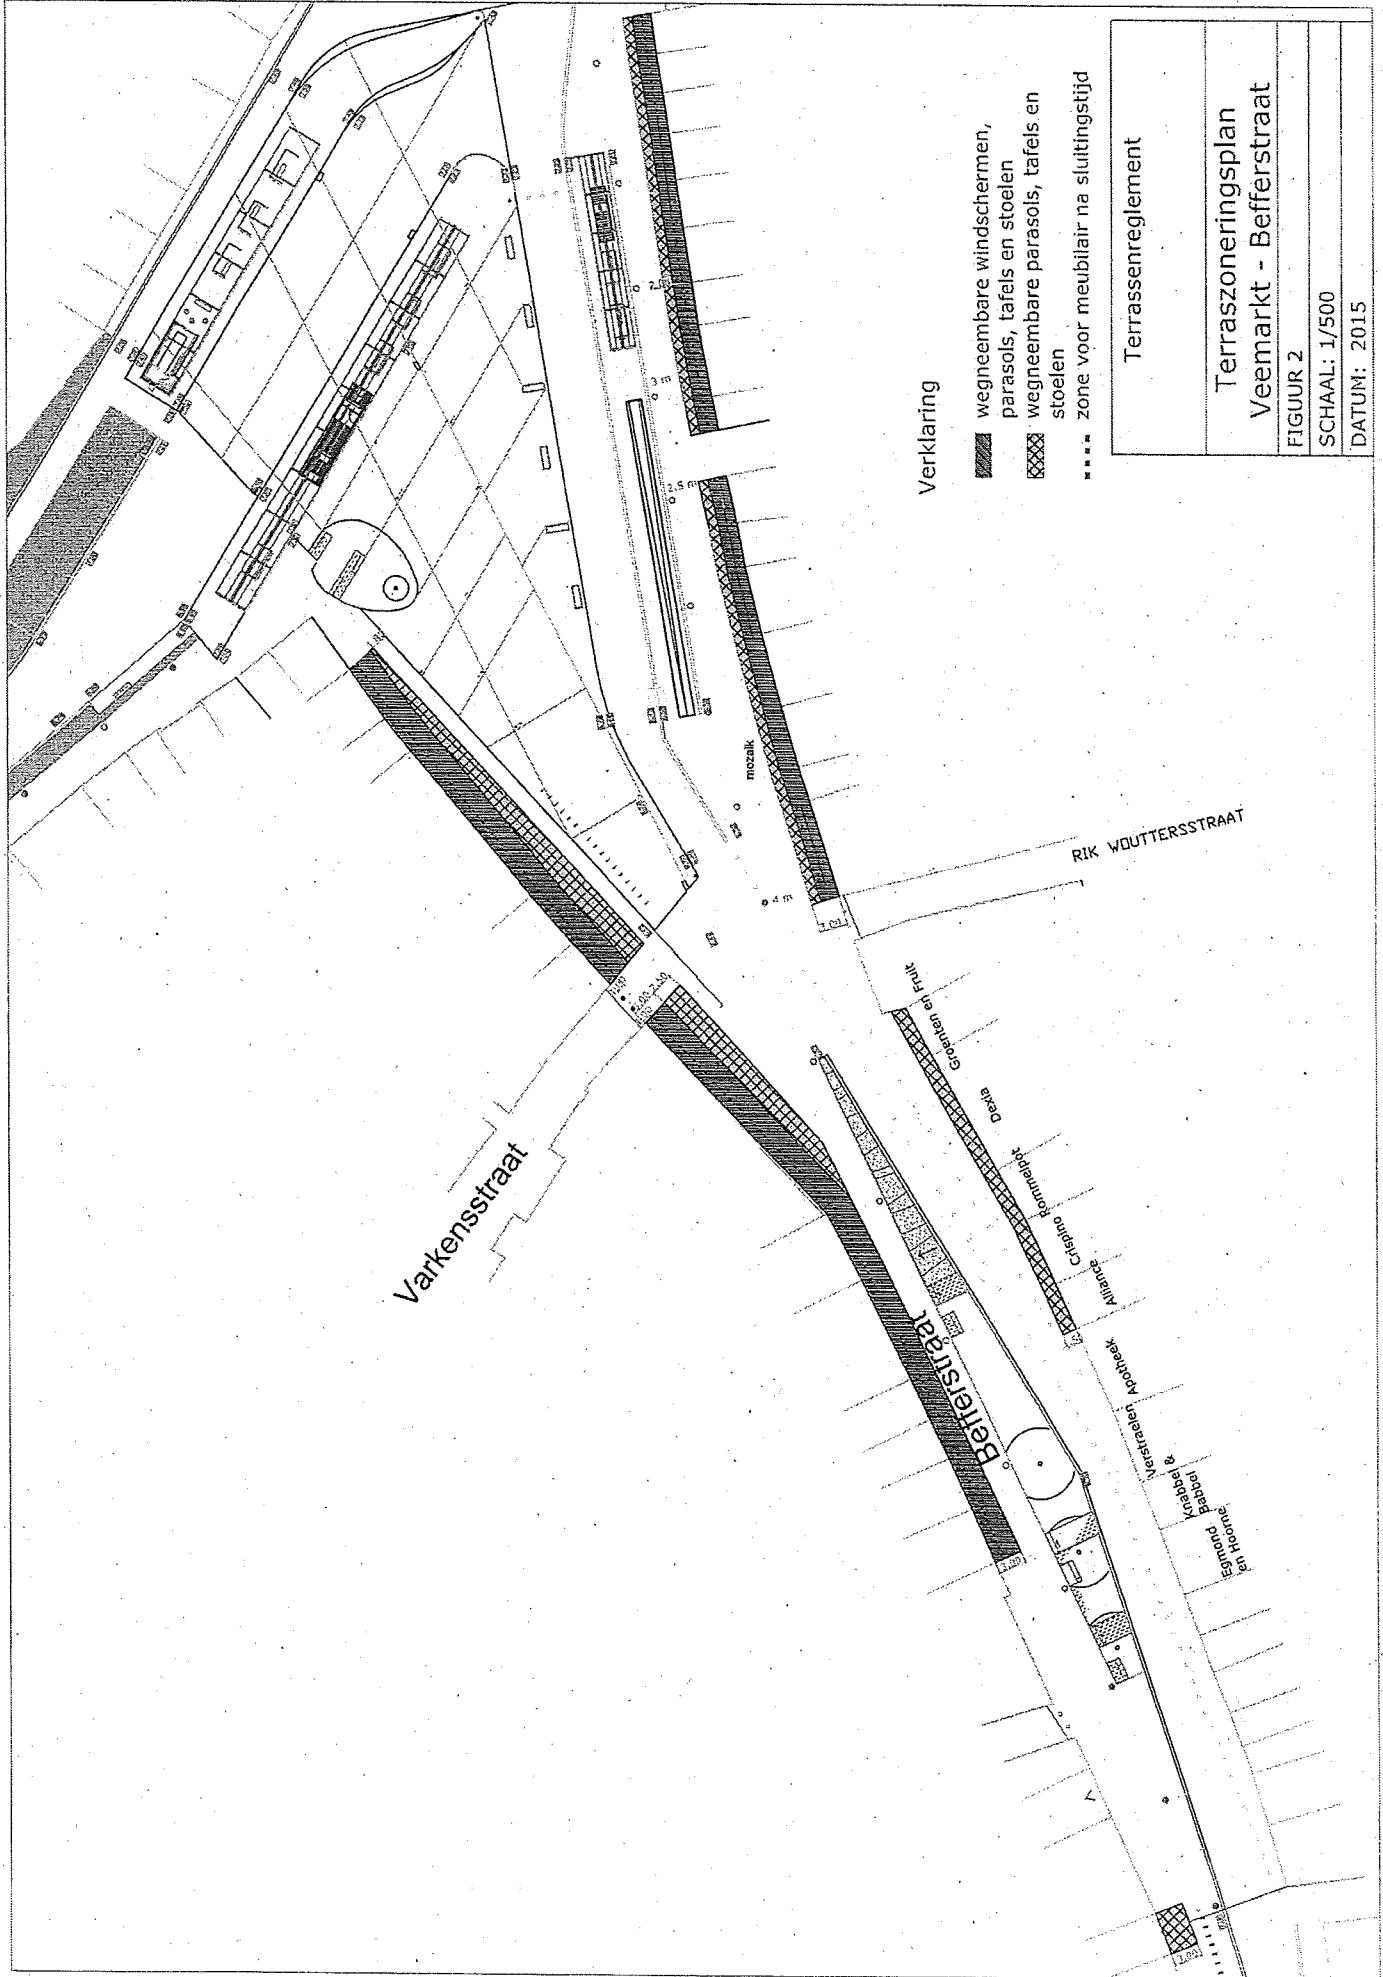 Terrassenreglement
Terraszoneringsplan
Veemarkt - Befferstraat
FIGUUR 2
SCHAAL: 1/500
DATUM: 2015
Verklaring
wegneembare windschermen,
parasols, tafels en stoelen
wegneembare parasols, tafels en
stoelen
zone voor meubilair na sluitingstijd
Varkensstraat
Befferstraat
RIK WOUTTERSSTRAAT
mozaik
3 m
2.5 m
4 m
Groenten en Fruit
Dexia
Rommelpot
Crispino
Alliance
Apotheek
Verstraelen
Knabbel &
Babbel
Egmond
en Hoorne